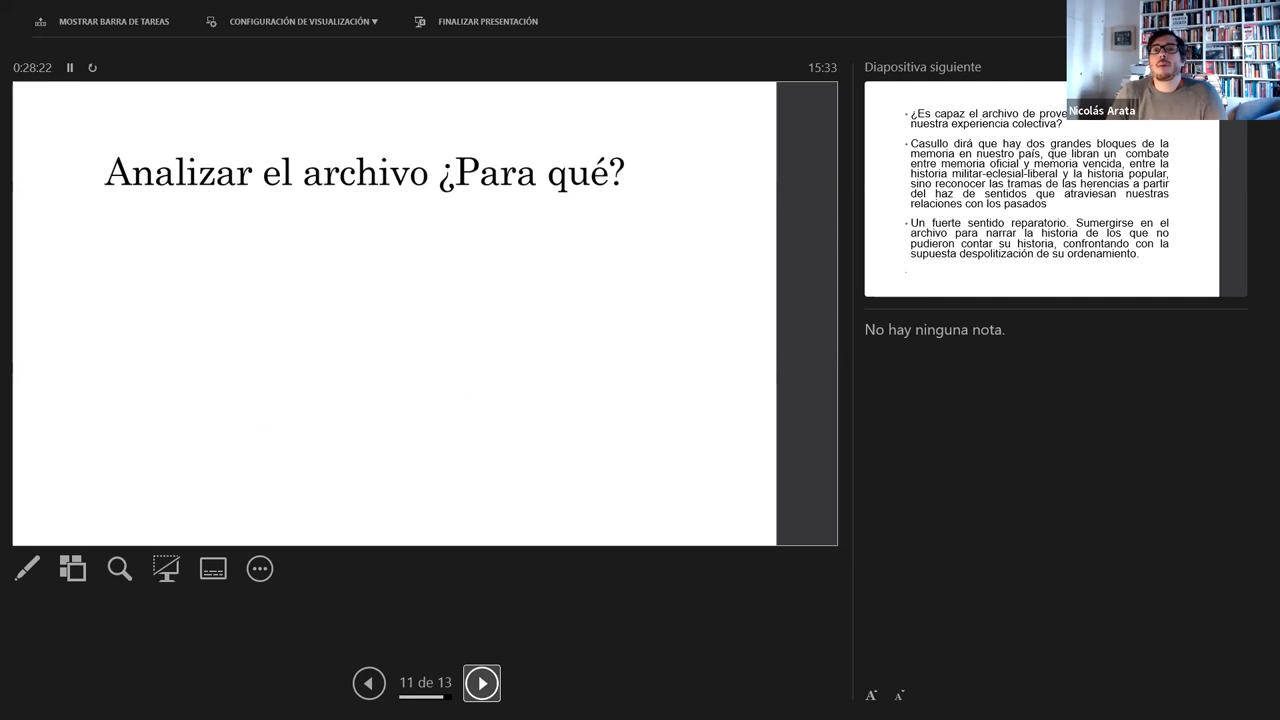 MOSTRAR BARRA DE TAREAS
CONFIGURACIÓN DE VISUALIZACIÓN ▼
FINALIZAR PRESENTACIÓN
0:28:22
15:33
Analizar el archivo ¿Para qué?
11 de 13
Diapositiva siguiente
Nicolás Arata
• ¿Es capaz el archivo de
nuestra experiencia colectiva?
• Casullo dirá que hay dos grandes bloques de la
memoria en nuestro país, que libran un combate
entre memoria oficial y memoria vencida, entre la
historia militar-eclesial-liberal y la historia popular,
sino reconocer las tramas de las herencias a partir
del haz de sentidos que atraviesan nuestras
relaciones con los pasados
• Un fuerte sentido reparatorio. Sumergirse en el
archivo para narrar la historia de los que no
pudieron contar su historia, confrontando con la
supuesta despolitización de su ordenamiento.
No hay ninguna nota.
A A